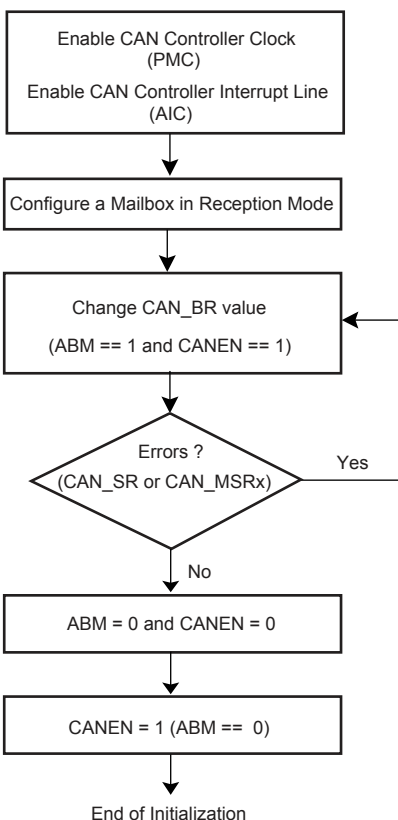 Enable CAN Controller Clock
(PMC)
Enable CAN Controller Interrupt Line
(AIC)
Configure a Mailbox in Reception Mode
Change CAN_BR value
(ABM == 1 and CANEN == 1)
Errors ?
(CAN_SR or CAN_MSRx)
Yes
No
ABM = 0 and CANEN = 0
CANEN = 1 (ABM == 0)
End of Initialization